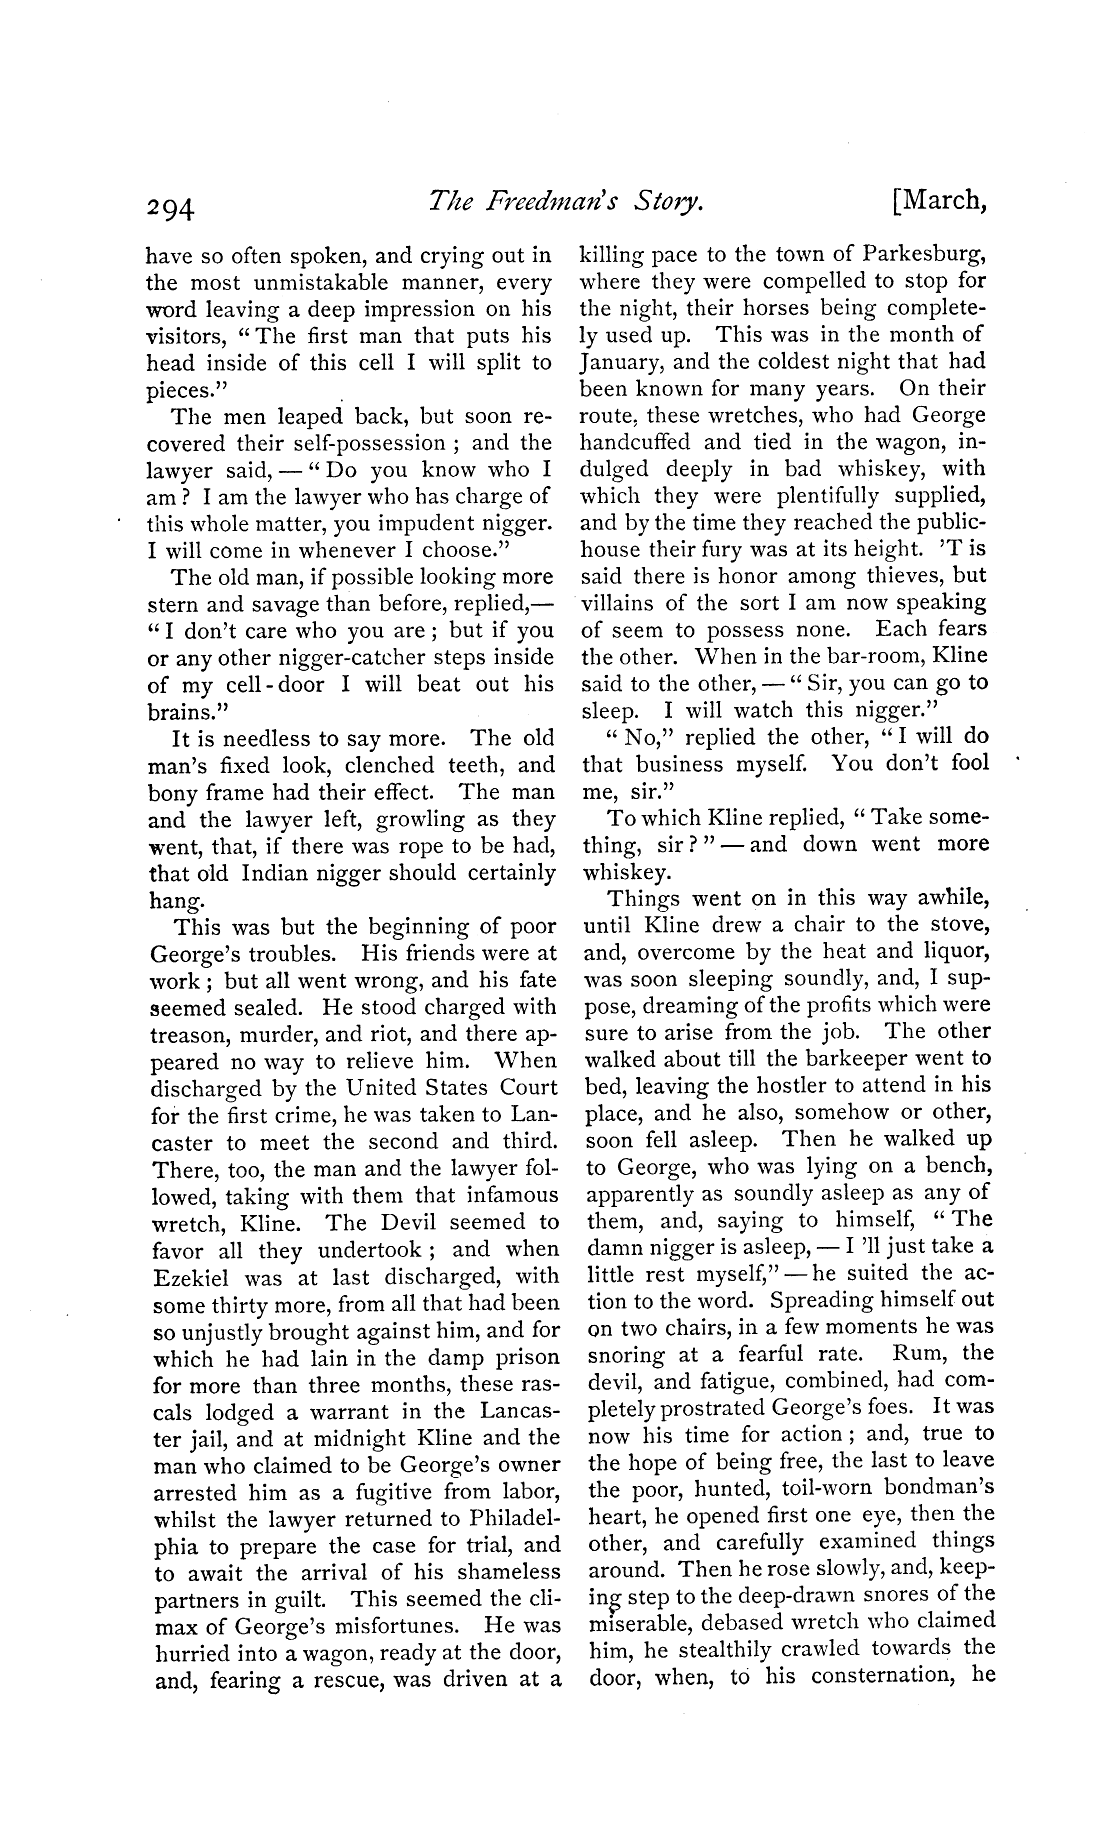 294
The Freedman's Story.
[March,
have so often spoken, and crying out in
the most unmistakable manner, every
word leaving a deep impression on his
visitors, “ The first man that puts his
head inside of this cell I will split to
pieces.”
The men leaped back, but soon re-
covered their self-possession ; and the
lawyer said, — “ Do you know who I
am ? I am the lawyer who has charge of
this whole matter, you impudent nigger.
I will come in whenever I choose.”
The old man, if possible looking more
stern and savage than before, replied,—
“ I don't care who you are ; but if you
or any other nigger-catcher steps inside
of my cell-door I will beat out his
brains.”
It is needless to say more. The old
man's fixed look, clenched teeth, and
bony frame had their effect. The man
and the lawyer left, growling as they
went, that, if there was rope to be had,
that old Indian nigger should certainly
hang.
This was but the beginning of poor
George's troubles. His friends were at
work ; but all went wrong, and his fate
seemed sealed. He stood charged with
treason, murder, and riot, and there ap-
peared no way to relieve him. When
discharged by the United States Court
for the first crime, he was taken to Lan-
caster to meet the second and third.
There, too, the man and the lawyer fol-
lowed, taking with them that infamous
wretch, Kline. The Devil seemed to
favor all they undertook ; and when
Ezekiel was at last discharged, with
some thirty more, from all that had been
so unjustly brought against him, and for
which he had lain in the damp prison
for more than three months, these ras-
cals lodged a warrant in the Lancas-
ter jail, and at midnight Kline and the
man who claimed to be George's owner
arrested him as a fugitive from labor,
whilst the lawyer returned to Philadel-
phia to prepare the case for trial, and
to await the arrival of his shameless
partners in guilt. This seemed the cli-
max of George's misfortunes. He was
hurried into a wagon, ready at the door,
and, fearing a rescue, was driven at a
killing pace to the town of Parkesburg,
where they were compelled to stop for
the night, their horses being complete-
ly used up. This was in the month of
January, and the coldest night that had
been known for many years. On their
route, these wretches, who had George
handcuffed and tied in the wagon, in-
dulged deeply in bad whiskey, with
which they were plentifully supplied,
and by the time they reached the public-
house their fury was at its height. 'T is
said there is honor among thieves, but
villains of the sort I am now speaking
of seem to possess none. Each fears
the other. When in the bar-room, Kline
said to the other, — “ Sir, you can go to
sleep. I will watch this nigger.”
“ No,” replied the other, “ I will do
that business myself. You don't fool
me, sir.”
To which Kline replied, “ Take some-
thing, sir ? ” — and down went more
whiskey.
Things went on in this way awhile,
until Kline drew a chair to the stove,
and, overcome by the heat and liquor,
was soon sleeping soundly, and, I sup-
pose, dreaming of the profits which were
sure to arise from the job. The other
walked about till the barkeeper went to
bed, leaving the hostler to attend in his
place, and he also, somehow or other,
soon fell asleep. Then he walked up
to George, who was lying on a bench,
apparently as soundly asleep as any of
them, and, saying to himself, “ The
damn nigger is asleep, — I 'll just take a
little rest myself,” — he suited the ac-
tion to the word. Spreading himself out
on two chairs, in a few moments he was
snoring at a fearful rate. Rum, the
devil, and fatigue, combined, had com-
pletely prostrated George's foes. It was
now his time for action ; and, true to
the hope of being free, the last to leave
the poor, hunted, toil-worn bondman's
heart, he opened first one eye, then the
other, and carefully examined things
around. Then he rose slowly, and, keep-
ing step to the deep-drawn snores of the
miserable, debased wretch who claimed
him, he stealthily crawled towards the
door, when, to his consternation, he